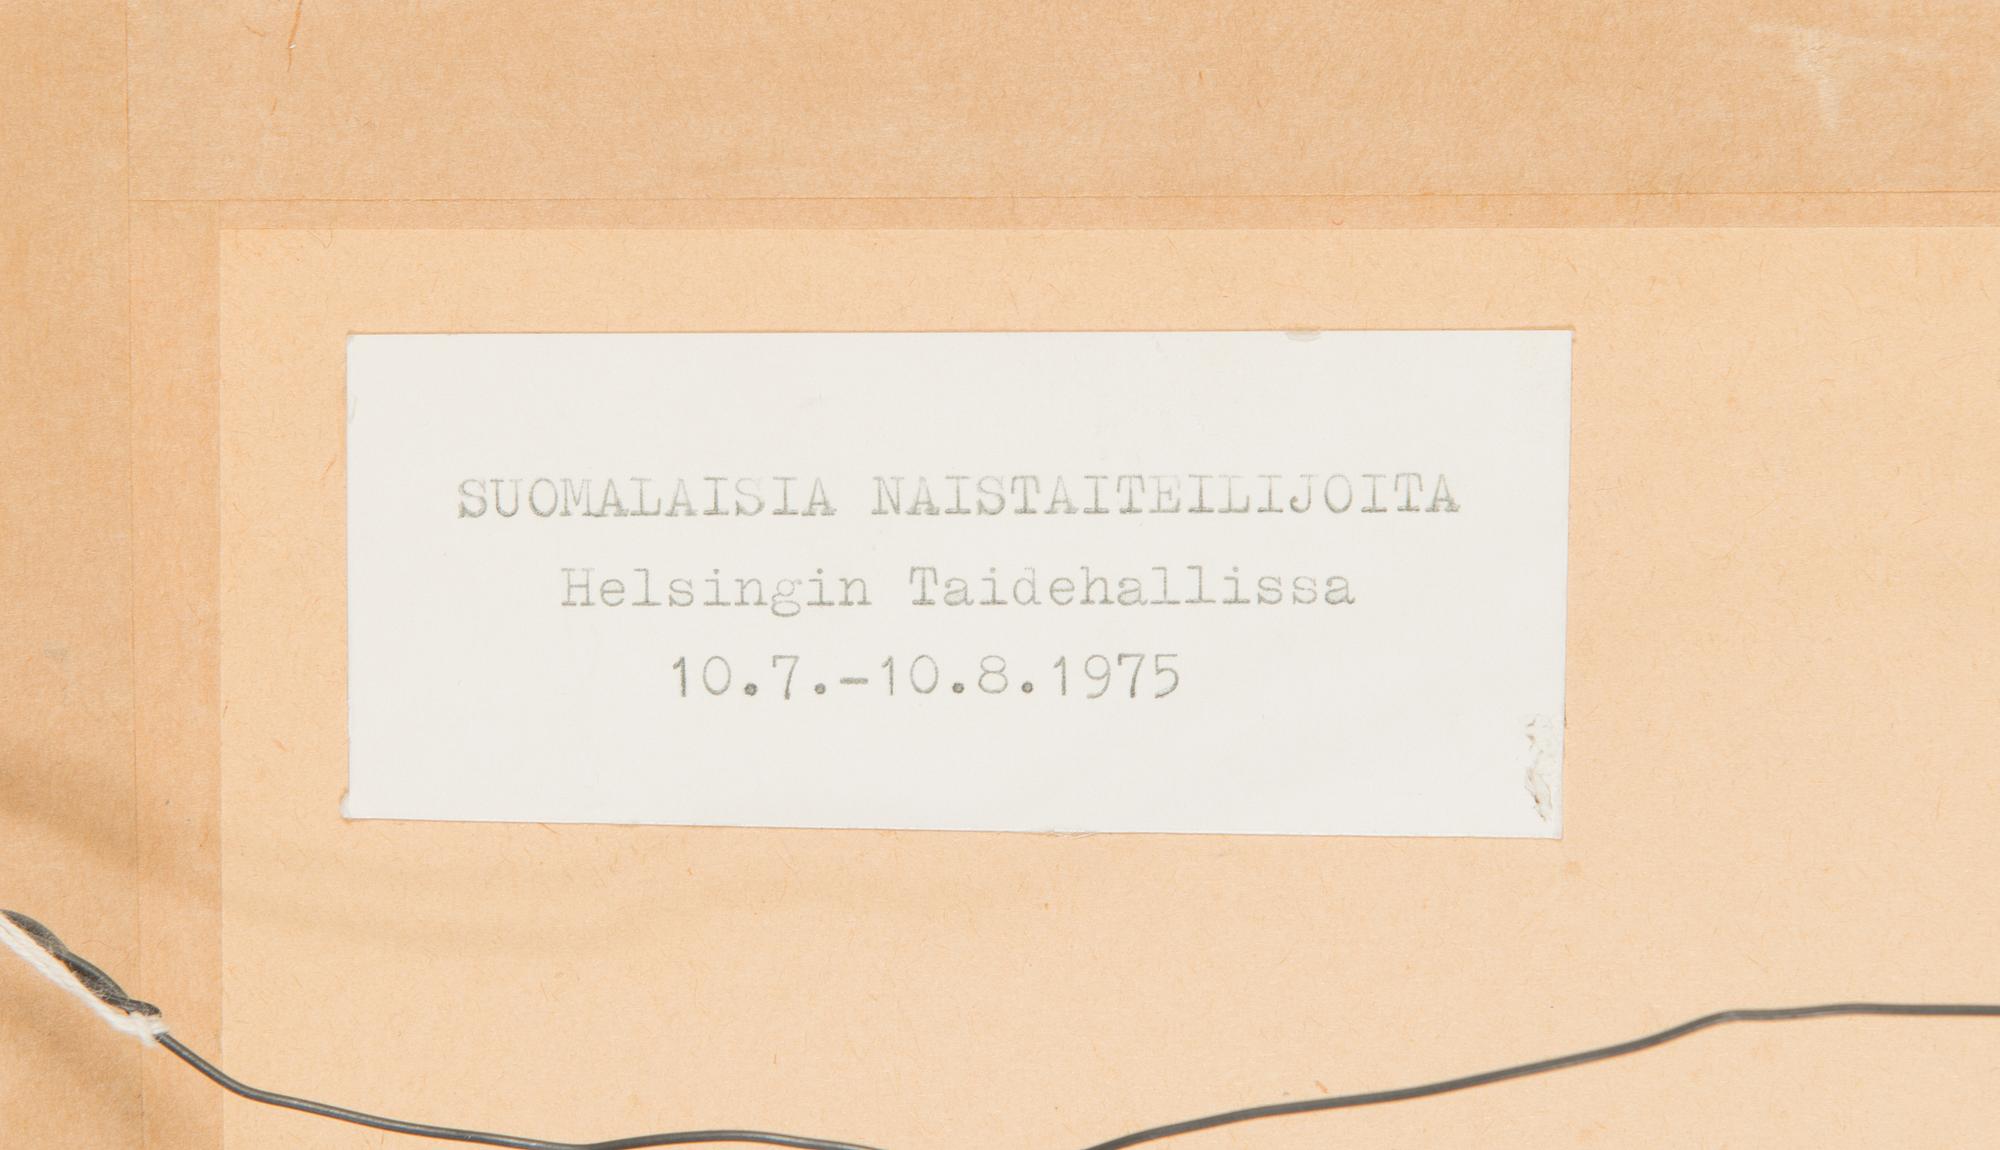 SUOMALAISIA NAISTAITEILIJOITA
Helsingin Taidehallissa
10.7.-10.8.1975